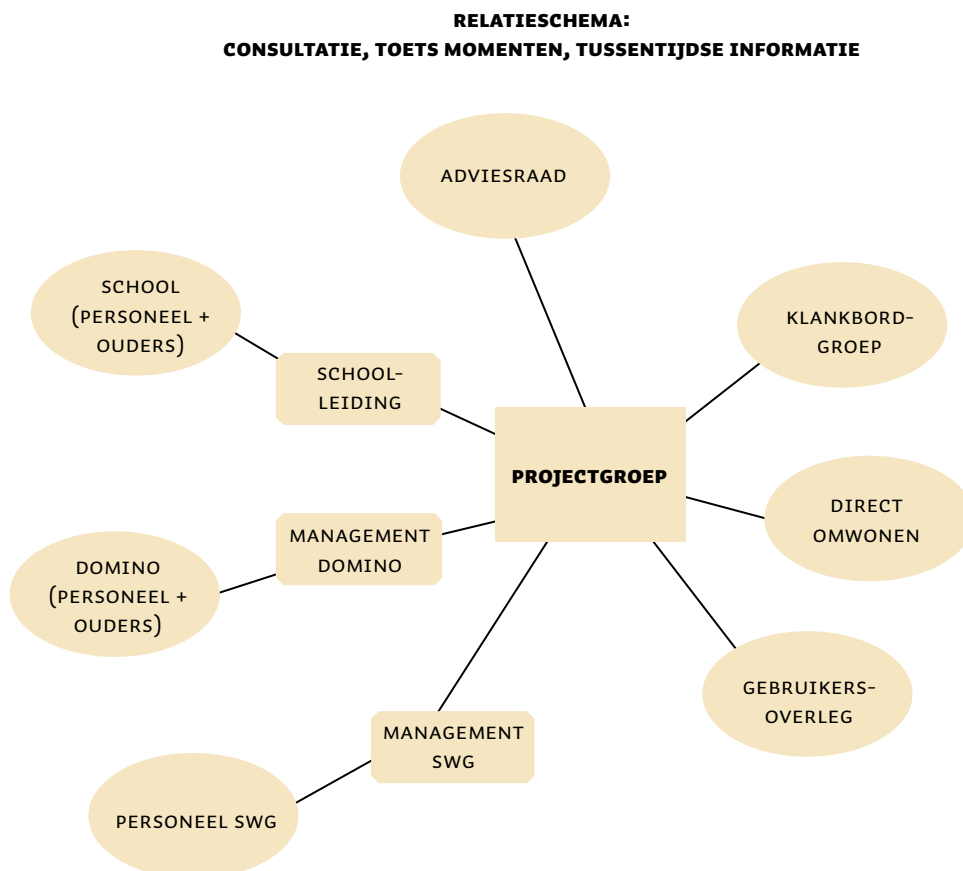 RELATIESCHEMA:
CONSULTATIE, TOETS MOMENTEN, TUSSENTIJDSE INFORMATIE
ADVIESRAAD
SCHOOL
(PERSONEEL +
OUDERS)
KLANKBORD-
GROEP
SCHOOL-
LEIDING
PROJECTGROEP
DIRECT
OMWONEN
MANAGEMENT
DOMINO
DOMINO
(PERSONEEL +
OUDERS)
GEBRUIKERS-
OVERLEG
MANAGEMENT
SWG
PERSONEEL SWG